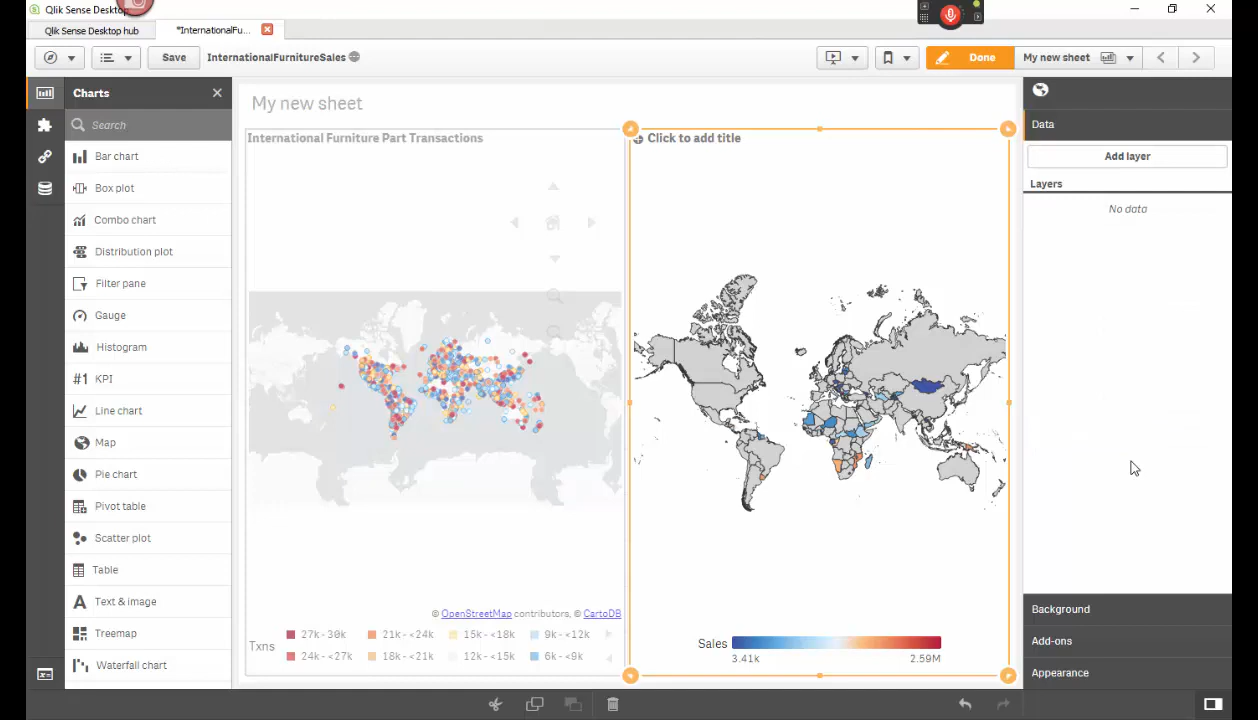 Qlik Sense Desktop
Qlik Sense Desktop hub
*InternationalFu...
Save
InternationalFurnitureSales
Done
My new sheet
Charts
Search
Bar chart
Box plot
Combo chart
Distribution plot
Filter pane
Gauge
Histogram
#1 KPI
Line chart
Map
Pie chart
Pivot table
Scatter plot
Table
A Text & image
Treemap
Waterfall chart
My new sheet
International Furniture Part Transactions
© OpenStreetMap contributors, © CartoDB
Txns
27k-30k
21k-<24k
15k-<18k
9k-<12k
24k-<27k
18k-<21k
12k-<15k
6k-<9k
Click to add title
Sales
3.41k
2.59M
Data
Add layer
Layers
No data
Background
Add-ons
Appearance